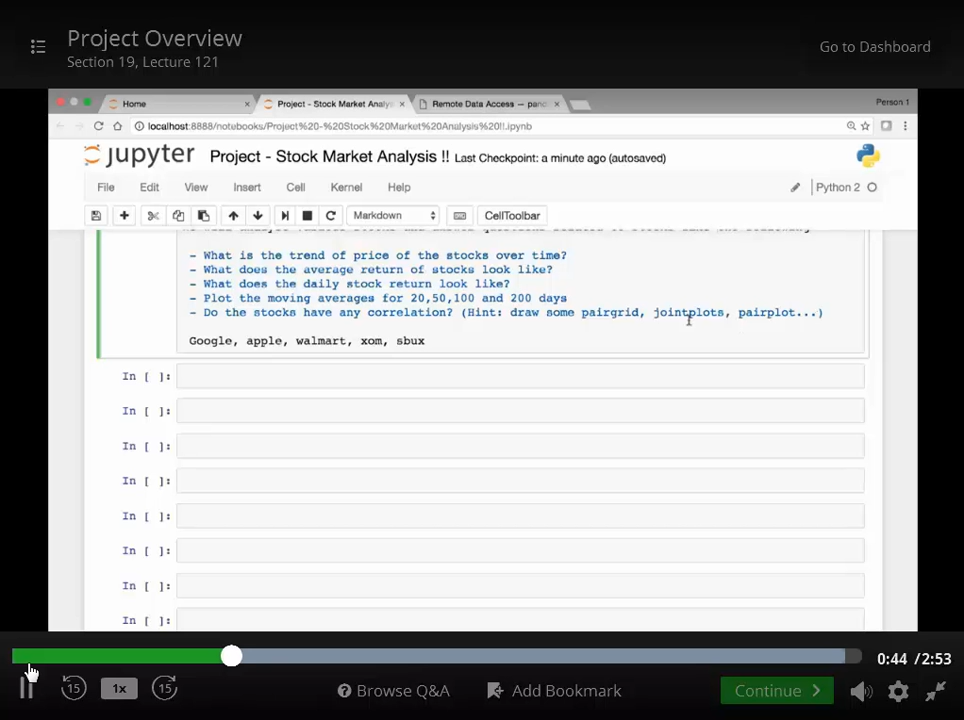 Project Overview
Section 19, Lecture 121
Go to Dashboard
Home
Project - Stock Market Analy
Remote Data Access — pan
Person 1
localhost:8888/notebooks/Project%20-%20Stock%20Market%20Analysis%20!!.ipynb
jupyter Project - Stock Market Analysis !! Last Checkpoint: a minute ago (autosaved)
File Edit View Insert Cell Kernel Help
Python 2
Markdown
CellToolbar
- What is the trend of price of the stocks over time?
- What does the average return of stocks look like?
- What does the daily stock return look like?
- Plot the moving averages for 20,50,100 and 200 days
- Do the stocks have any correlation? (Hint: draw some pairgrid, jointplots, pairplot...)
Google, apple, walmart, xom, sbux
In [ ]:
In [ ]:
In [ ]:
In [ ]:
In [ ]:
In [ ]:
In [ ]:
In [ ]:
0:44 / 2:53
15
1x
15
Browse Q&A
Add Bookmark
Continue